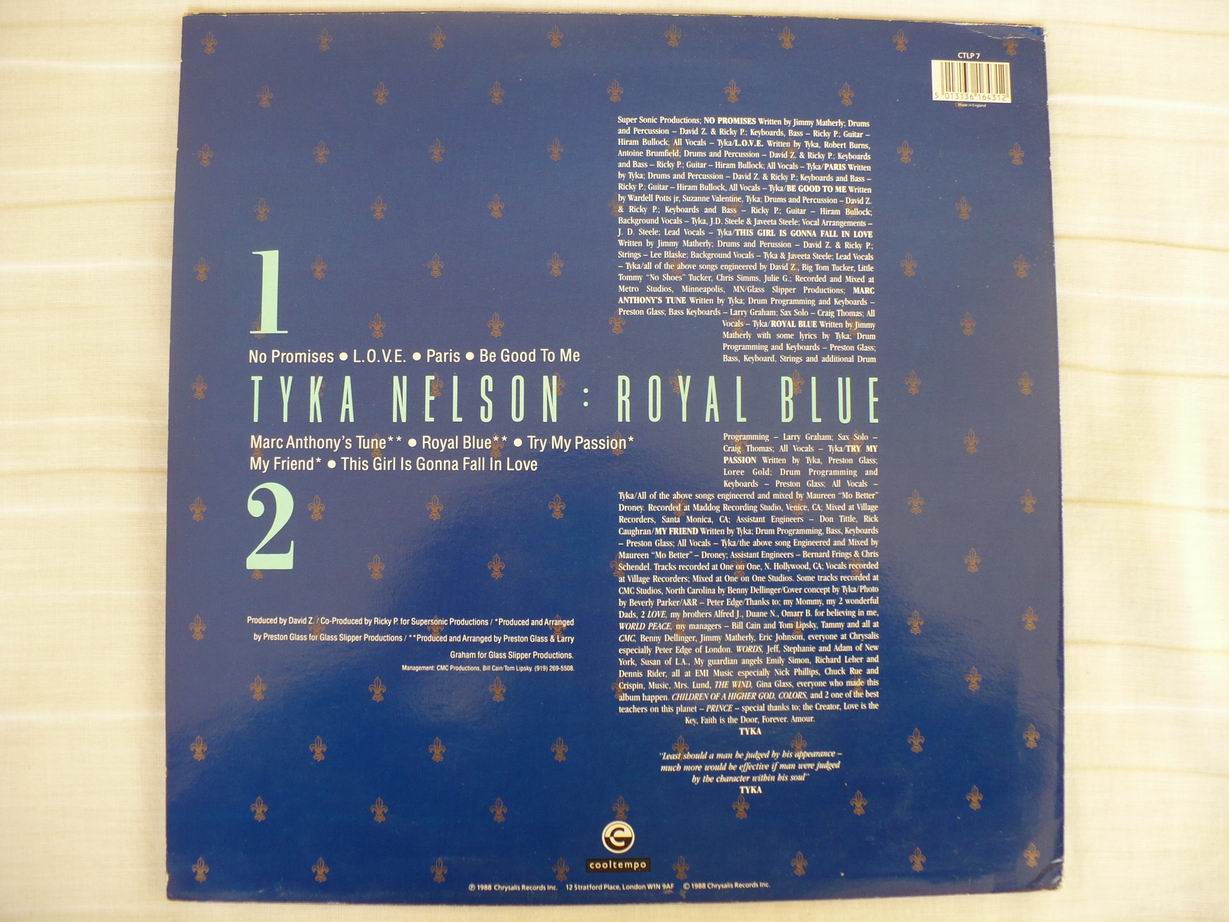 CTLP 7
5 013136 164312
Made in England
Super Sonic Productions; NO PROMISES Written by Jimmy Matherly; Drums
and Percussion – David Z. & Ricky P.; Keyboards, Bass – Ricky P.; Guitar –
Hiram Bullock; All Vocals – Tyka/L.O.V.E. Written by Tyka, Robert Burns,
Antoine Brumfield; Drums and Percussion – David Z. & Ricky P.; Keyboards
and Bass – Ricky P.; Guitar – Hiram Bullock; All Vocals – Tyka/PARIS Written
by Tyka; Drums and Percussion – David Z. & Ricky P.; Keyboards and Bass –
Ricky P.; Guitar – Hiram Bullock, All Vocals – Tyka/BE GOOD TO ME Written
by Wardell Potts jr, Suzanne Valentine, Tyka; Drums and Percussion – David Z.
& Ricky P.; Keyboards and Bass – Ricky P.; Guitar – Hiram Bullock;
Background Vocals – Tyka, J.D. Steele & Javeeta Steele; Vocal Arrangements –
J. D. Steele; Lead Vocals – Tyka/THIS GIRL IS GONNA FALL IN LOVE
Written by Jimmy Matherly; Drums and Perussion – David Z. & Ricky P.;
Strings – Lee Blaske; Background Vocals – Tyka & Javeeta Steele; Lead Vocals
– Tyka/all of the above songs engineered by David Z., Big Tom Tucker, Little
Tommy "No Shoes" Tucker, Chris Simms, Julie G.; Recorded and Mixed at
Metro Studios, Minneapolis, MN/Glass Slipper Productions; MARC
ANTHONY'S TUNE Written by Tyka; Drum Programming and Keyboards –
Preston Glass; Bass Keyboards – Larry Graham; Sax Solo – Craig Thomas; All
Vocals – Tyka/ROYAL BLUE Written by Jimmy
Matherly with some lyrics by Tyka; Drum
Programming and Keyboards – Preston Glass;
Bass, Keyboard, Strings and additional Drum
1
No Promises ● L.O.V.E. ● Paris ● Be Good To Me
TYKA NELSON : ROYAL BLUE
Marc Anthony's Tune** ● Royal Blue** ● Try My Passion*
My Friend* ● This Girl Is Gonna Fall In Love
2
Programming – Larry Graham; Sax Solo –
Craig Thomas; All Vocals – Tyka/TRY MY
PASSION Written by Tyka, Preston Glass;
Loree Gold; Drum Programming and
Keyboards – Preston Glass; All Vocals –
Tyka/All of the above songs engineered and mixed by Maureen "Mo Better"
Droney. Recorded at Maddog Recording Studio, Venice, CA; Mixed at Village
Recorders, Santa Monica, CA; Assistant Engineers – Don Tittle, Rick
Caughran/MY FRIEND Written by Tyka; Drum Programming, Bass, Keyboards
– Preston Glass; All Vocals – Tyka/the above song Engineered and Mixed by
Maureen "Mo Better" – Droney; Assistant Engineers – Bernard Frings & Chris
Schendel. Tracks recorded at One on One, N. Hollywood, CA; Vocals recorded
at Village Recorders; Mixed at One on One Studios. Some tracks recorded at
CMC Studios, North Carolina by Benny Dellinger/Cover concept by Tyka/Photo
by Beverly Parker/A&R – Peter Edge/Thanks to; my Mommy, my 2 wonderful
Dads, 2 LOVE, my brothers Alfred J., Duane N., Omarr B. for believing in me,
WORLD PEACE, my managers – Bill Cain and Tom Lipsky, Tammy and all at
CMC, Benny Dellinger, Jimmy Matherly, Eric Johnson, everyone at Chrysalis
especially Peter Edge of London. WORDS, Jeff, Stephanie and Adam of New
York, Susan of L.A., My guardian angels Emily Simon, Richard Leher and
Dennis Rider, all at EMI Music especially Nick Phillips, Chuck Rue and
Crispin, Music, Mrs. Lund, THE WIND, Gina Glass, everyone who made this
album happen. CHILDREN OF A HIGHER GOD, COLORS, and 2 one of the best
teachers on this planet – PRINCE – special thanks to; the Creator, Love is the
Key, Faith is the Door, Forever. Amour.
TYKA
"Least should a man be judged by his appearance –
much more would be effective if man were judged
by the character within his soul"
TYKA
Produced by David Z. / Co-Produced by Ricky P. for Supersonic Productions / *Produced and Arranged
by Preston Glass for Glass Slipper Productions / **Produced and Arranged by Preston Glass & Larry
Graham for Glass Slipper Productions.
Management: CMC Productions, Bill Cain/Tom Lipsky. (919) 269-5508.
cooltempo
℗ 1988 Chrysalis Records Inc. 12 Stratford Place, London W1N 9AF © 1988 Chrysalis Records Inc.